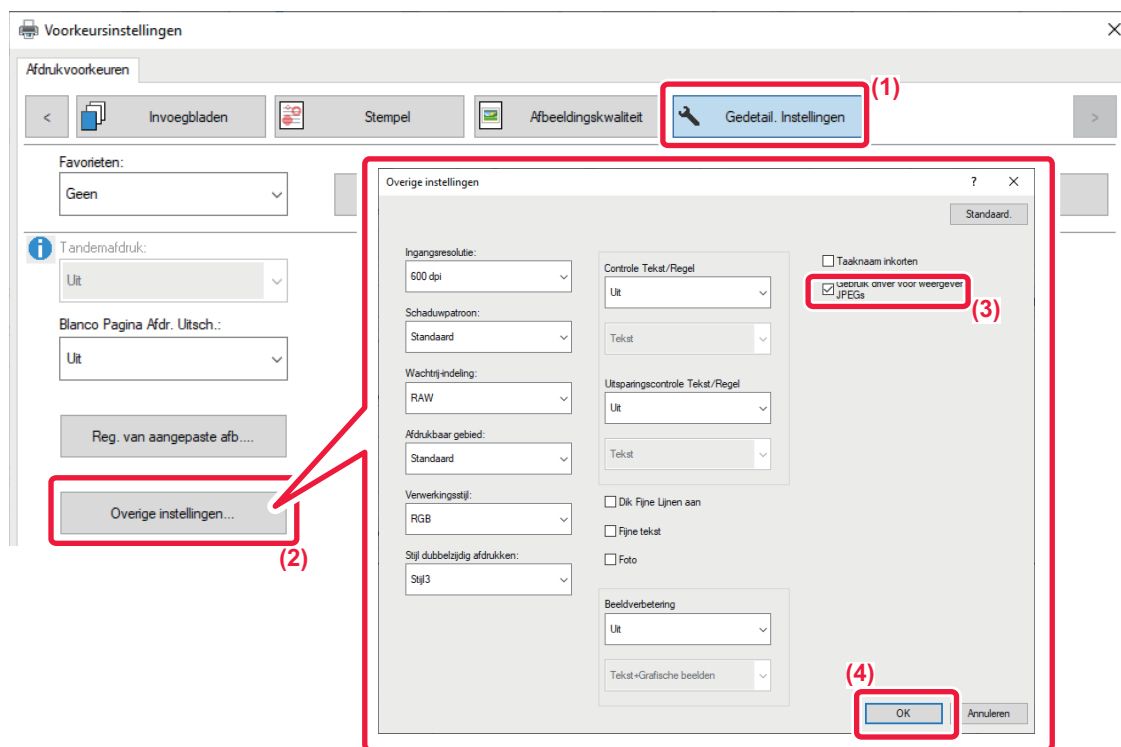 Voorkeursinstellingen
Afdrukvoorkeuren
(1)
<
Invoegbladen
Stempel
Afbeeldingskwaliteit
Gedetail. Instellingen
>
Favorieten:
Geen
Tandemafdruk:
Uit
Blanco Pagina Afdr. Uitsch.:
Uit
Reg. van aangepaste afb....
Overige instellingen...
(2)
Overige instellingen
?
Standaard.
Ingangsresolutie:
600 dpi
Schaduwpatroon:
Standaard
Wachtrij-indeling:
RAW
Afdrukbaar gebied:
Standaard
Verwerkingsstijl:
RGB
Stijl dubbelzijdig afdrukken:
Stijl3
Controle Tekst/Regel
Uit
Tekst
Uitsparingscontrole Tekst/Regel
Uit
Tekst
Dik Fijne Lijnen aan
Fijne tekst
Foto
Beeldverbetering
Uit
Tekst+Grafische beelden
Taaknaam inkorten
Gebruik driver voor weergever
JPEGs
(3)
(4)
OK
Annuleren